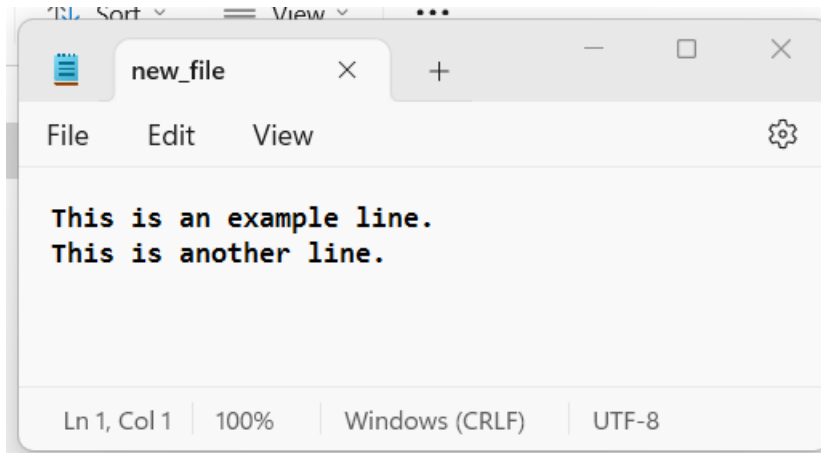 Sort View ...
new_file
File Edit View
This is an example line.
This is another line.
Ln 1, Col 1 100% Windows (CRLF) UTF-8